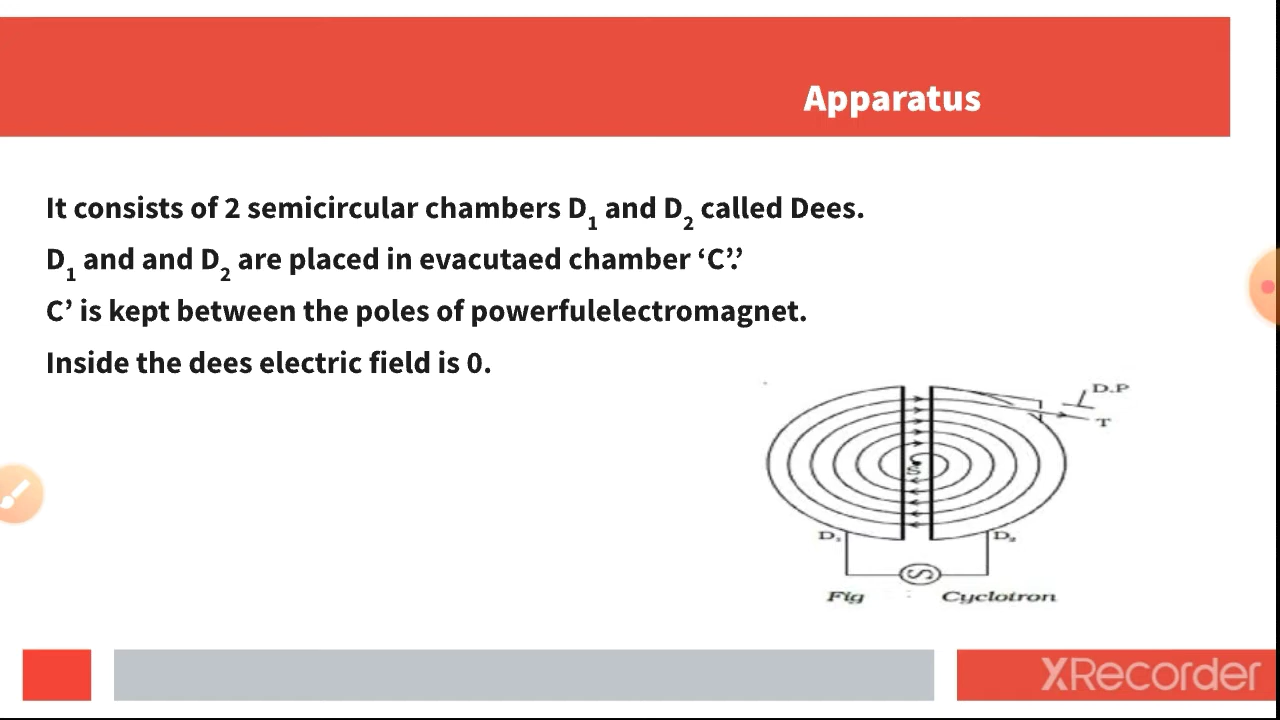 Apparatus
It consists of 2 semicircular chambers D₁ and D₂ called Dees.
D₁ and and D₂ are placed in evacutaed chamber ‘C’.’
C’ is kept between the poles of powerfulelectromagnet.
Inside the dees electric field is 0.
D.P
T
S
D₁ D₂
S
Fig : Cyclotron
XRecorder